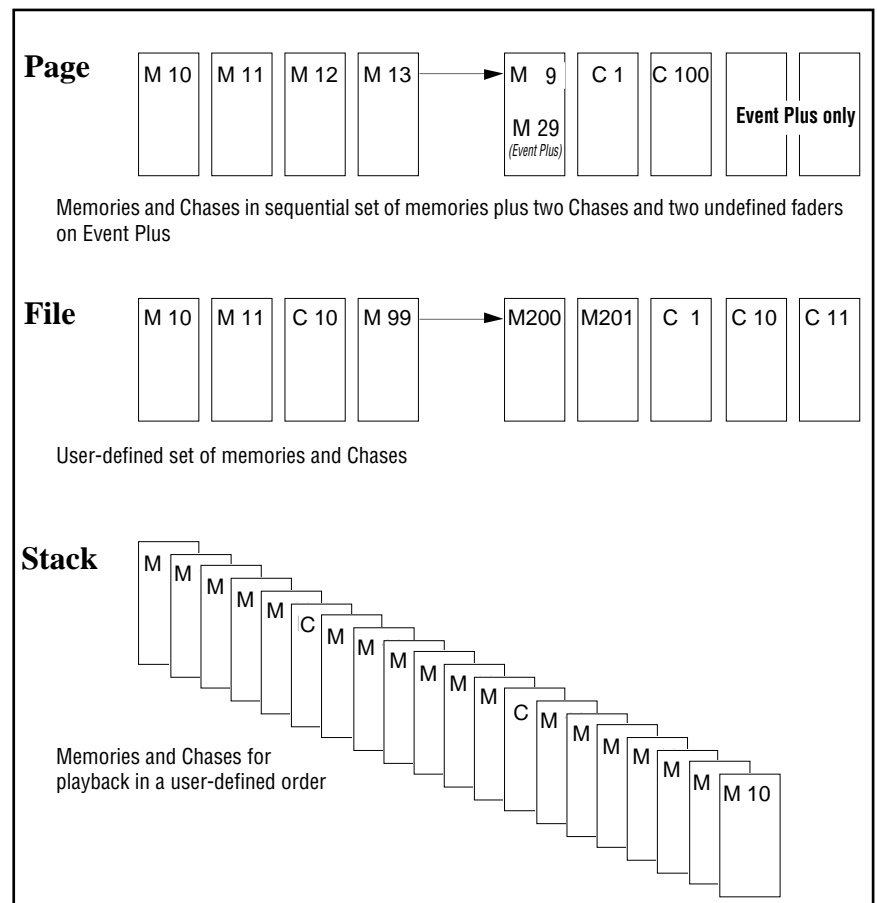 Page
M 10 M 11 M 12 M 13 M 9 C 1 C 100
Event Plus only
M 29
(Event Plus)
Memories and Chases in sequential set of memories plus two Chases and two undefined faders
on Event Plus
File
M 10 M 11 C 10 M 99 M200 M201 C 1 C 10 C 11
User-defined set of memories and Chases
Stack
M M M M M C M M M M M M C M M M M M M M 10
Memories and Chases for
playback in a user-defined order